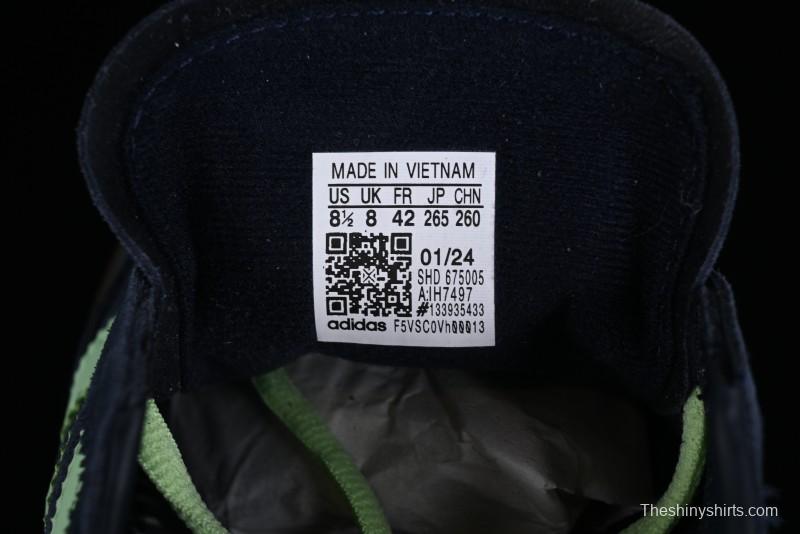 MADE IN VIETNAM
US UK FR JP CHN
8½ 8 42 265 260
01/24
SHD 675005
A:IH7497
#133935433
adidas F5VSC0Vh00013
TheshinyShirts.com